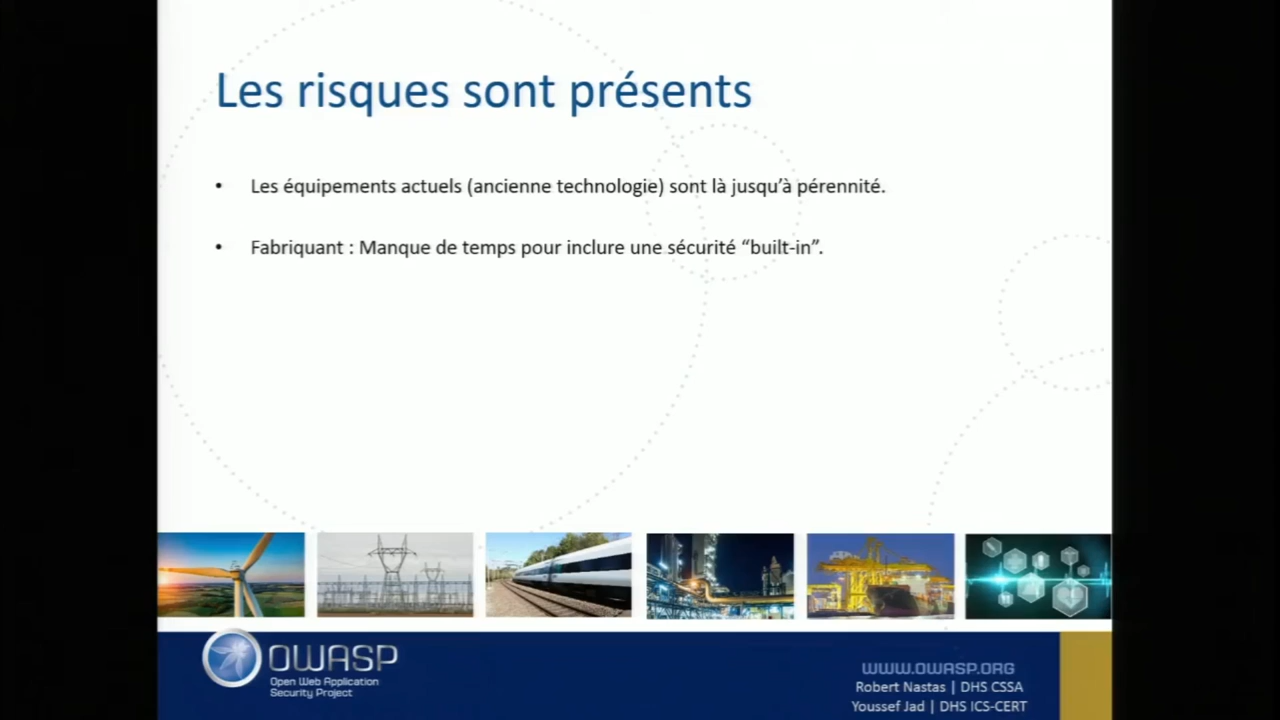 Les risques sont présents
• Les équipements actuels (ancienne technologie) sont là jusqu’à pérennité.
• Fabriquant : Manque de temps pour inclure une sécurité “built-in”.
OWASP
Open Web Application
Security Project
WWW.OWASP.ORG
Robert Nastas | DHS CSSA
Youssef Jad | DHS ICS-CERT